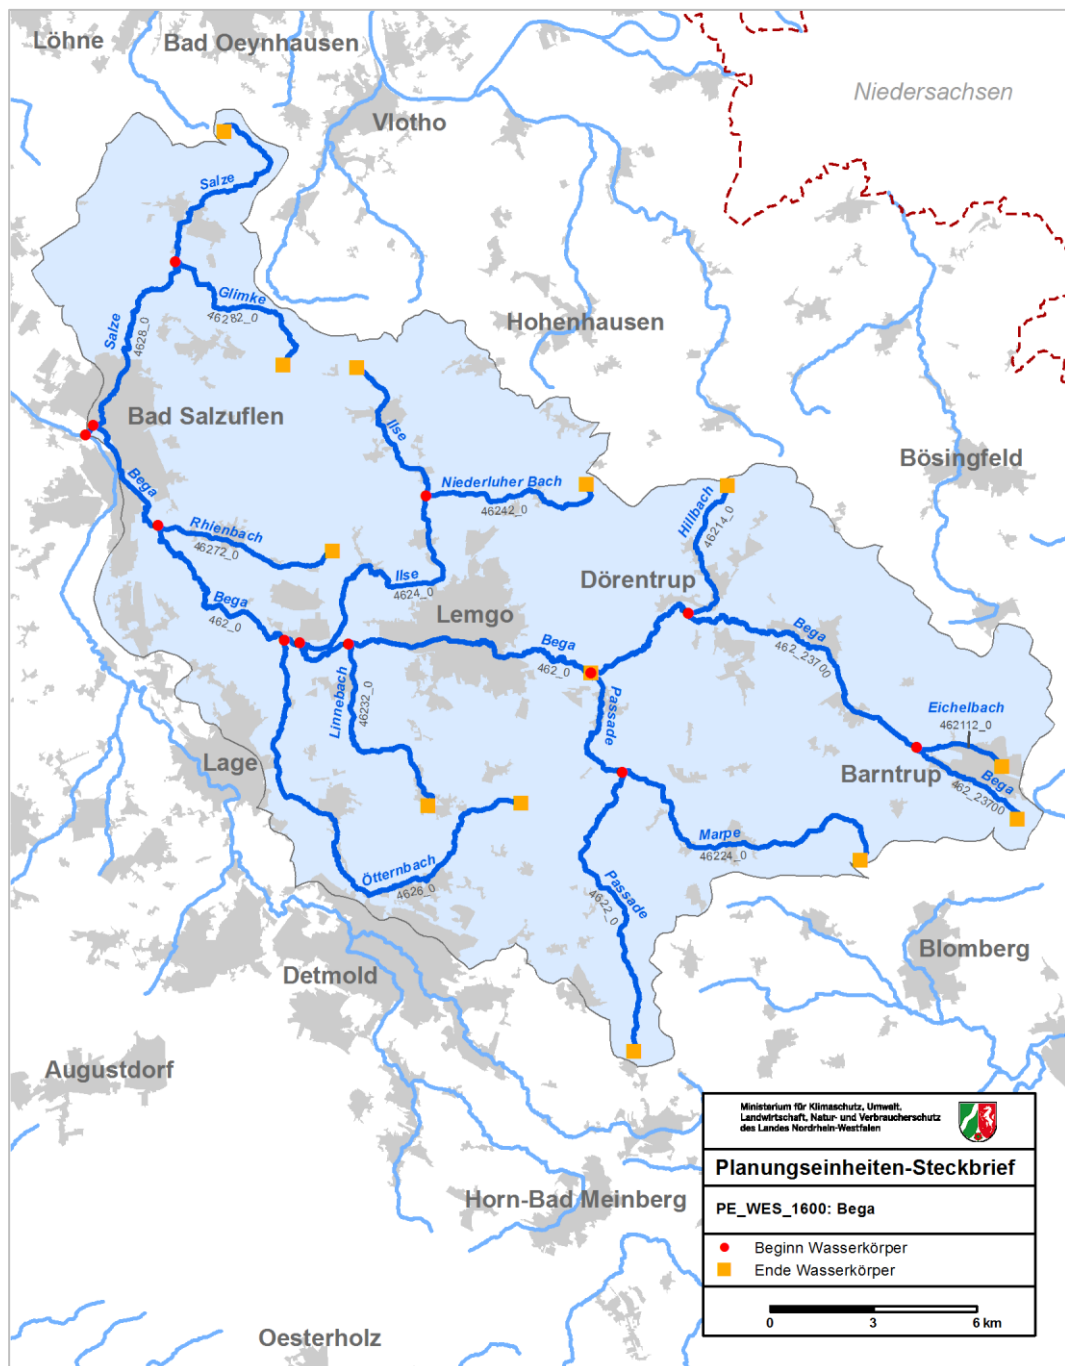 Löhne
Bad Oeynhausen
Vlotho
Niedersachsen
Salze
Glimke
46282_0
Salze
4628_0
Hohenhausen
Bad Salzuflen
Ilse
Bösingfeld
Bega
Niederluher Bach
46242_0
Hillbach
46214_0
Rhlenbach
46272_0
Ilse
4624_0
Dörentrup
Bega
462_0
Lemgo
Bega
462_0
Bega
462_23700
Linnebach
46232_0
Passade
Eichelbach
462112_0
Lage
Barntrup
Bega
462_23700
Marpe
46224_0
Ötternbach
4626_0
Passade
4622_0
Blomberg
Detmold
Augustdorf
Horn-Bad Meinberg
Oesterholz
Ministerium für Klimaschutz, Umwelt,
Landwirtschaft, Natur- und Verbraucherschutz
des Landes Nordrhein-Westfalen
Planungseinheiten-Steckbrief
PE_WES_1600: Bega
Beginn Wasserkörper
Ende Wasserkörper
0 3 6 km